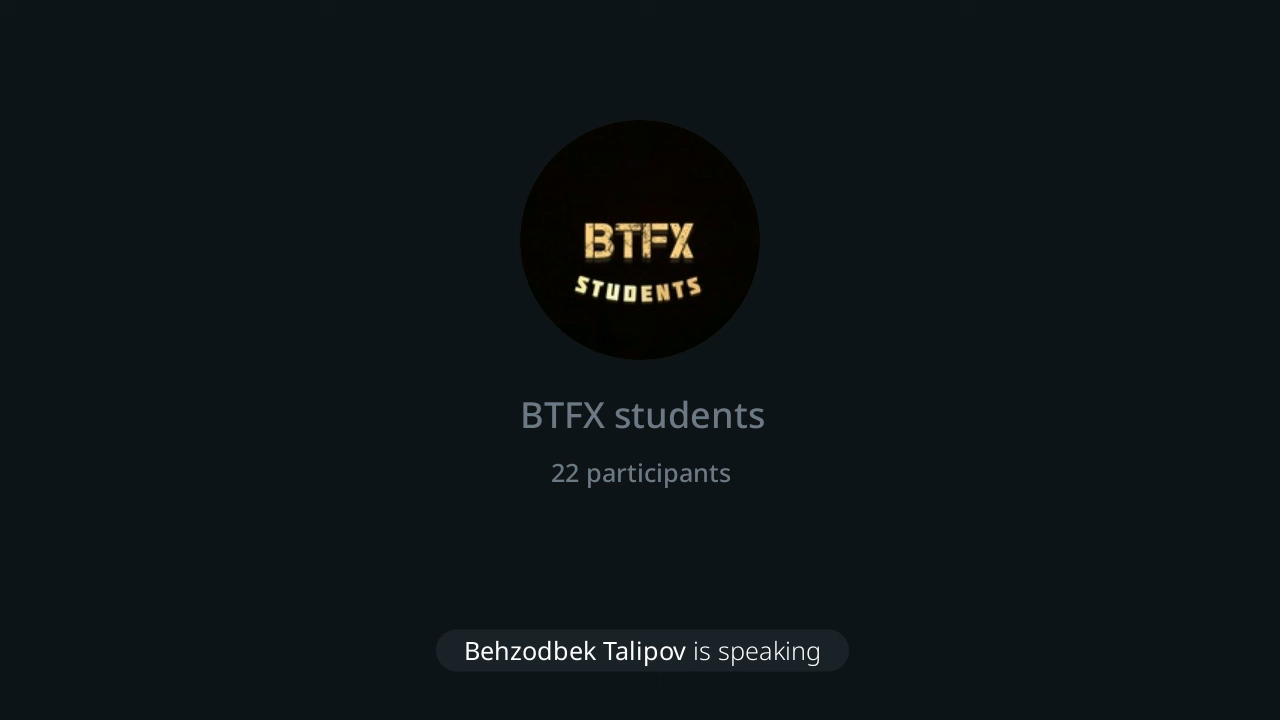 BTFX
STUDENTS
BTFX students
22 participants
Behzodbek Talipov is speaking